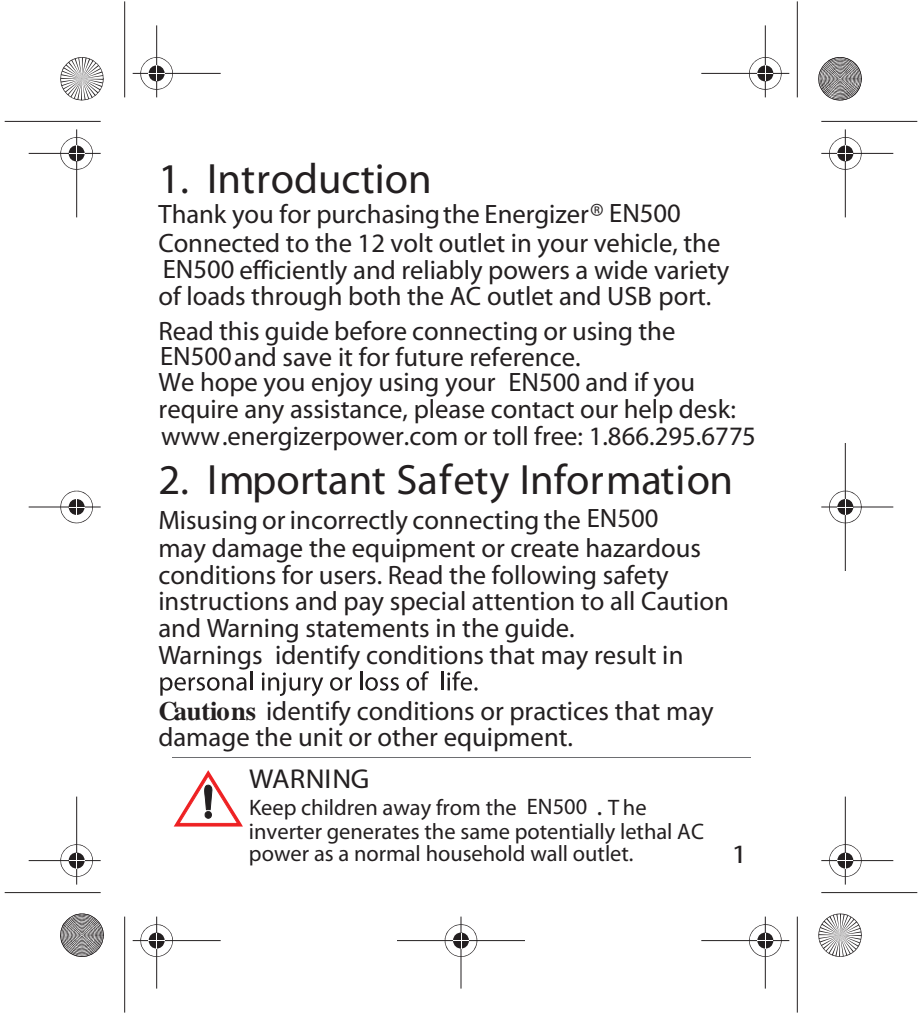 1. Introduction
Thank you for purchasing the Energizer® EN500
Connected to the 12 volt outlet in your vehicle, the
EN500 efficiently and reliably powers a wide variety
of loads through both the AC outlet and USB port.
Read this guide before connecting or using the
EN500 and save it for future reference.
We hope you enjoy using your EN500 and if you
require any assistance, please contact our help desk:
www.energizerpower.com or toll free: 1.866.295.6775
2. Important Safety Information
Misusing or incorrectly connecting the EN500
may damage the equipment or create hazardous
conditions for users. Read the following safety
instructions and pay special attention to all Caution
and Warning statements in the guide.
Warnings identify conditions that may result in
personal injury or loss of life.
Cautions identify conditions or practices that may
damage the unit or other equipment.
WARNING
Keep children away from the EN500 . T he
inverter generates the same potentially lethal AC
power as a normal household wall outlet.
1